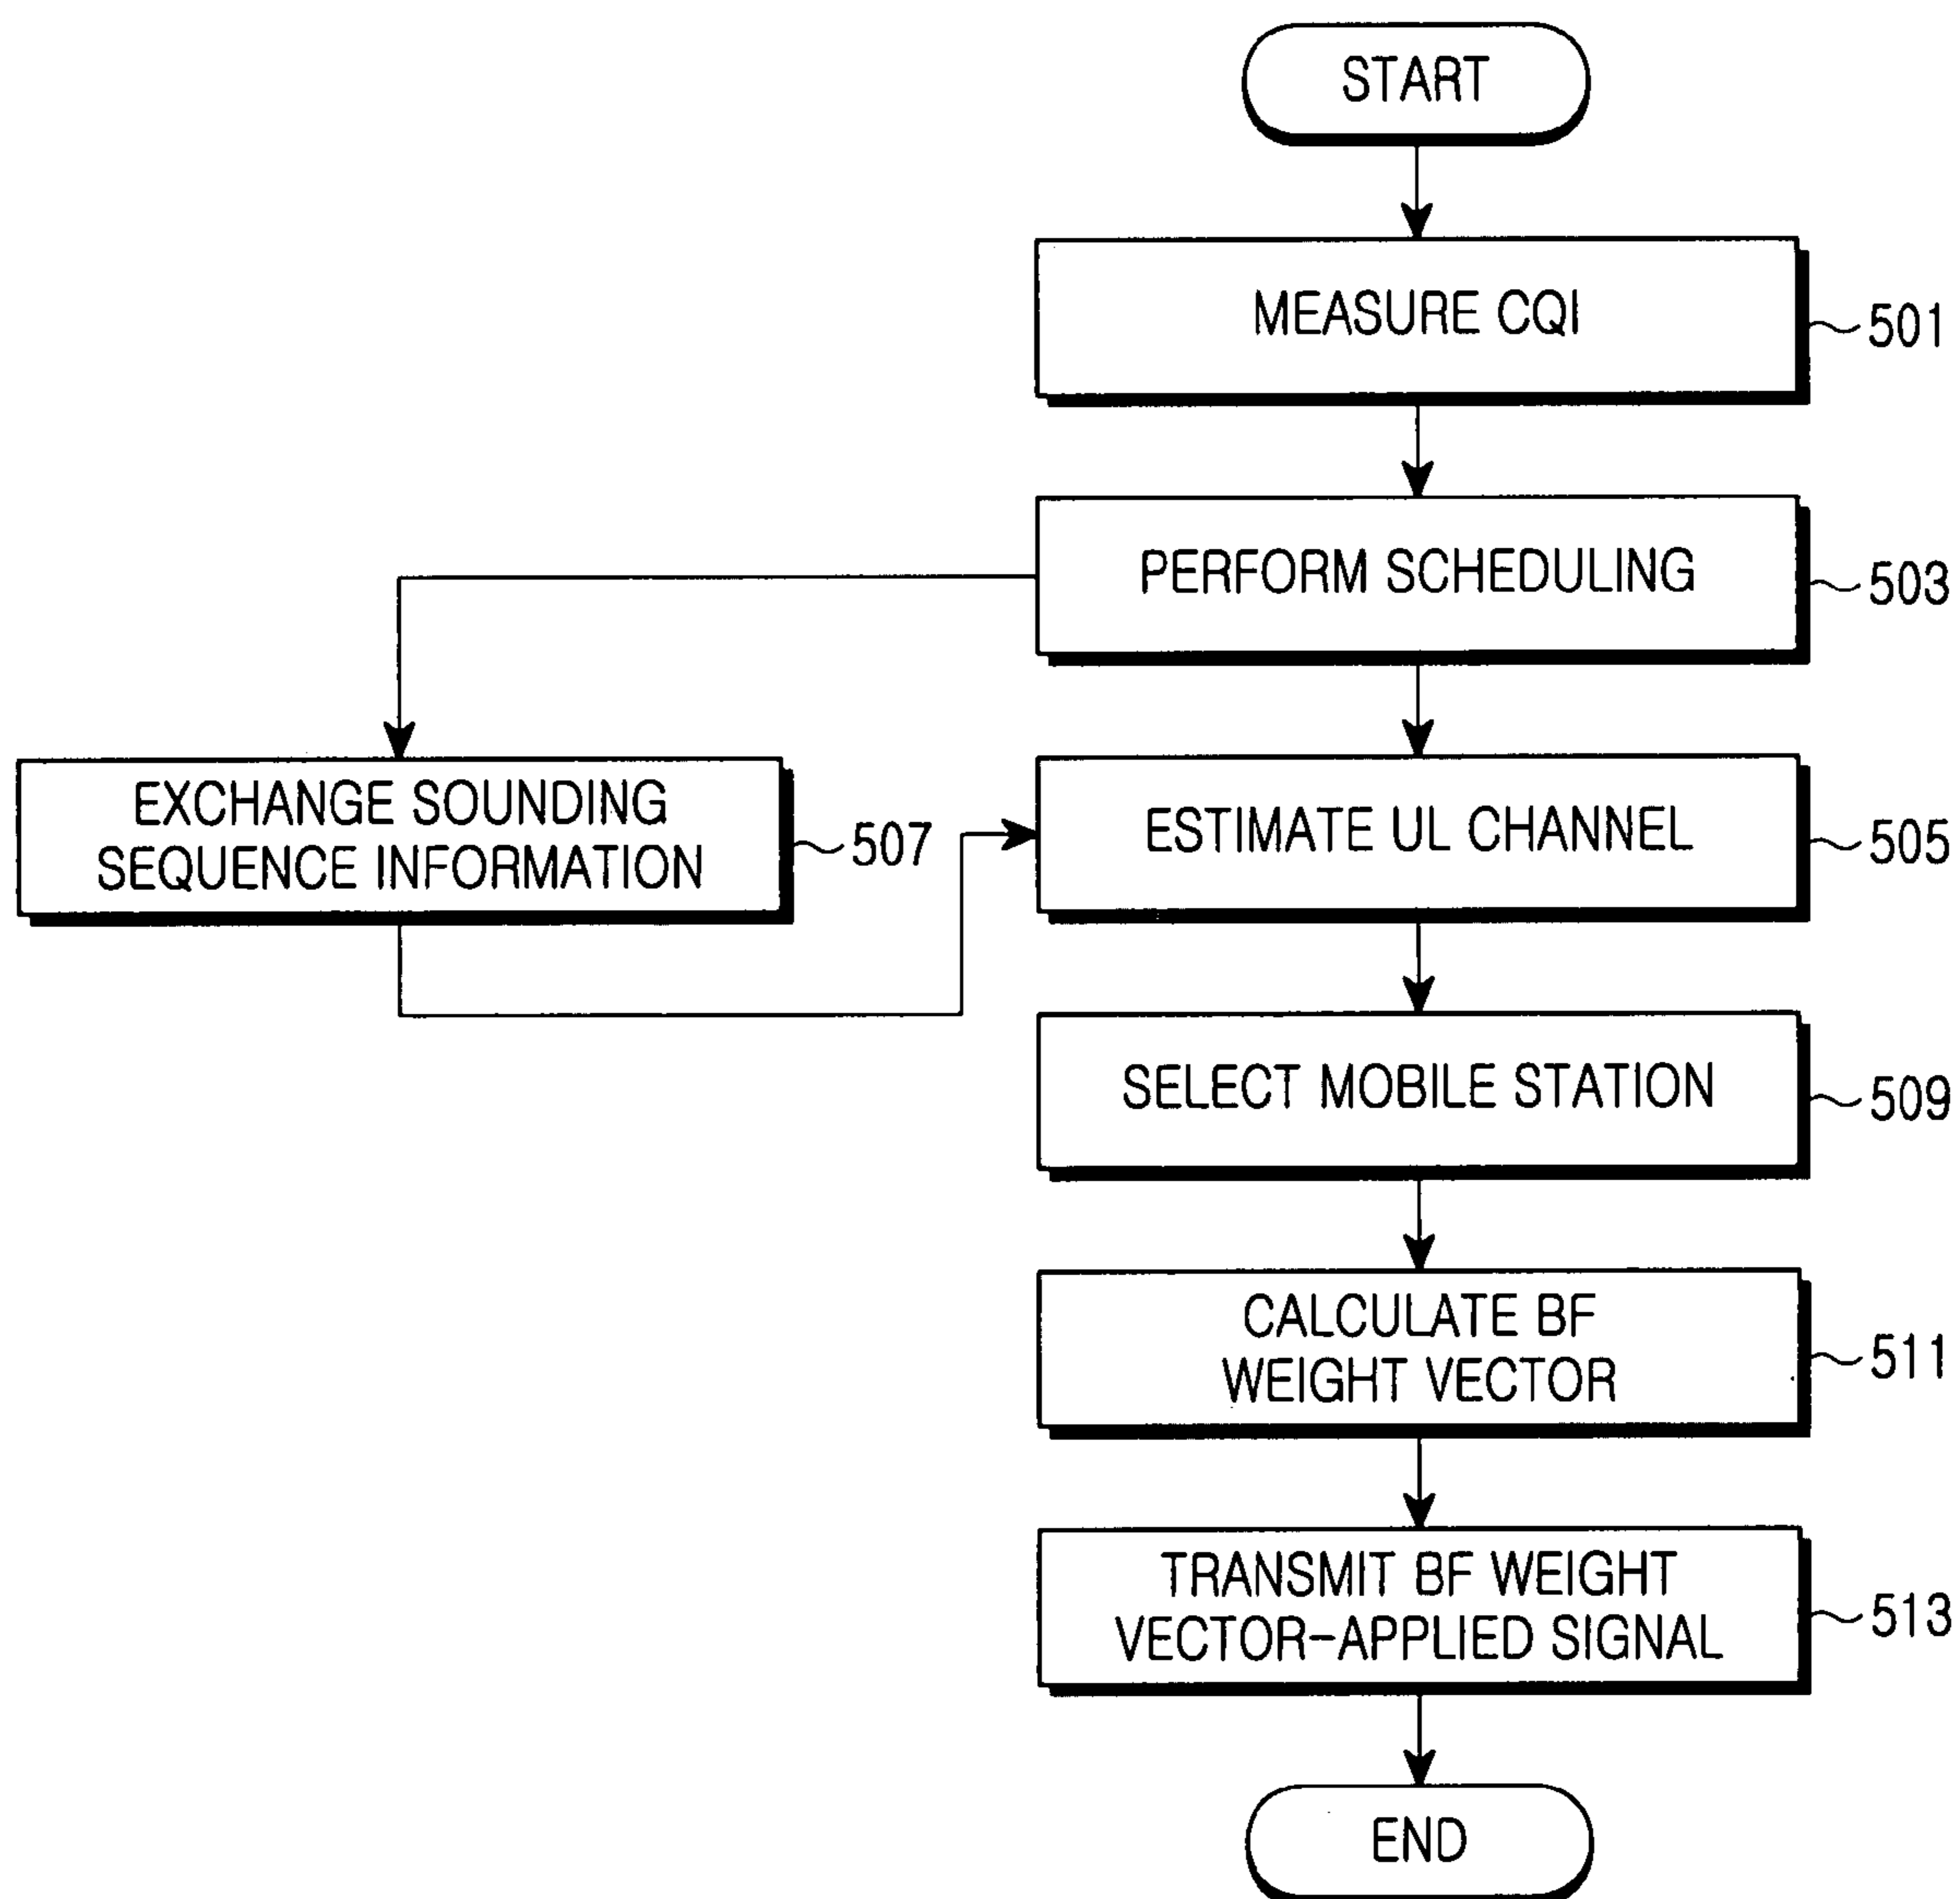 START
MEASURE CQI
501
PERFORM SCHEDULING
503
EXCHANGE SOUNDING
SEQUENCE INFORMATION
507
ESTIMATE UL CHANNEL
505
SELECT MOBILE STATION
509
CALCULATE BF
WEIGHT VECTOR
511
TRANSMIT BF WEIGHT
VECTOR-APPLIED SIGNAL
513
END